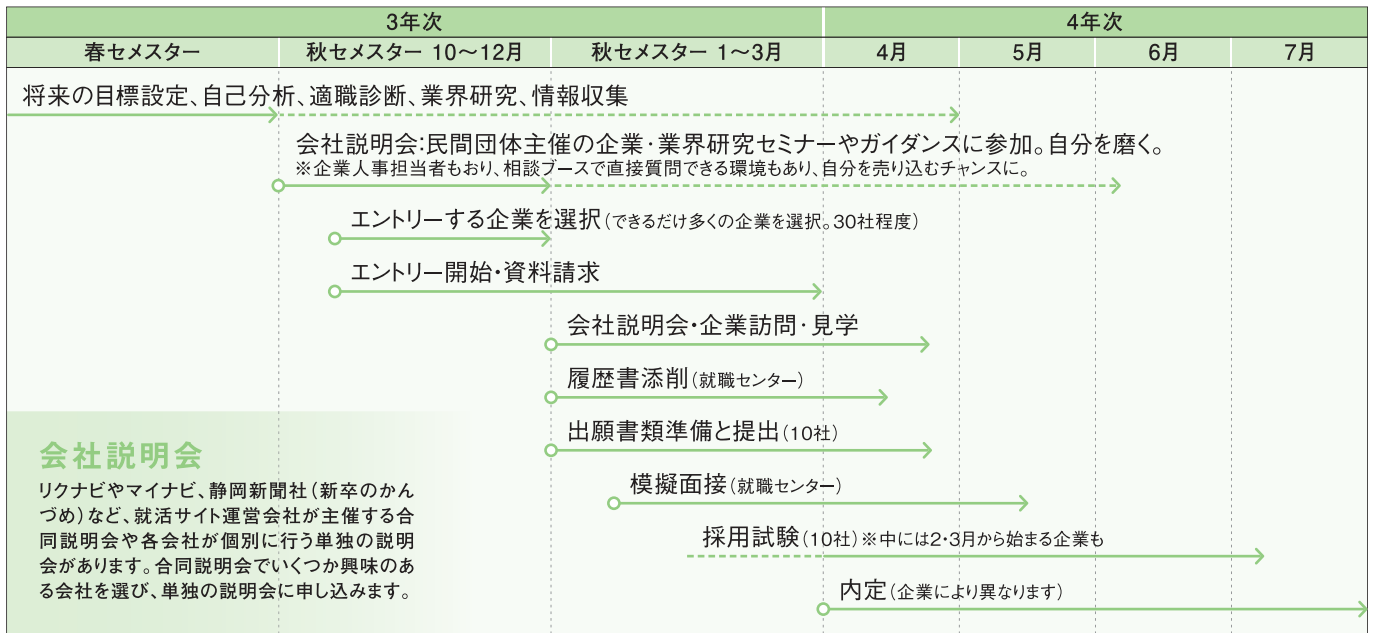 3年次
4年次
春セメスター
秋セメスター 10〜12月
秋セメスター 1〜3月
4月
5月
6月
7月
将来の目標設定、自己分析、適職診断、業界研究、情報収集
会社説明会:民間団体主催の企業・業界研究セミナーやガイダンスに参加。自分を磨く。
※企業人事担当者もおり、相談ブースで直接質問できる環境もあり、自分を売り込むチャンスに。
エントリーする企業を選択(できるだけ多くの企業を選択。30社程度)
エントリー開始・資料請求
会社説明会・企業訪問・見学
履歴書添削(就職センター)
出願書類準備と提出(10社)
模擬面接(就職センター)
採用試験(10社)※中には2・3月から始まる企業も
内定(企業により異なります)
会社説明会
リクナビやマイナビ、静岡新聞社(新卒のかん
づめ)など、就活サイト運営会社が主催する合
同説明会や各会社が個別に行う単独の説明
会があります。合同説明会でいくつか興味のあ
る会社を選び、単独の説明会に申し込みます。